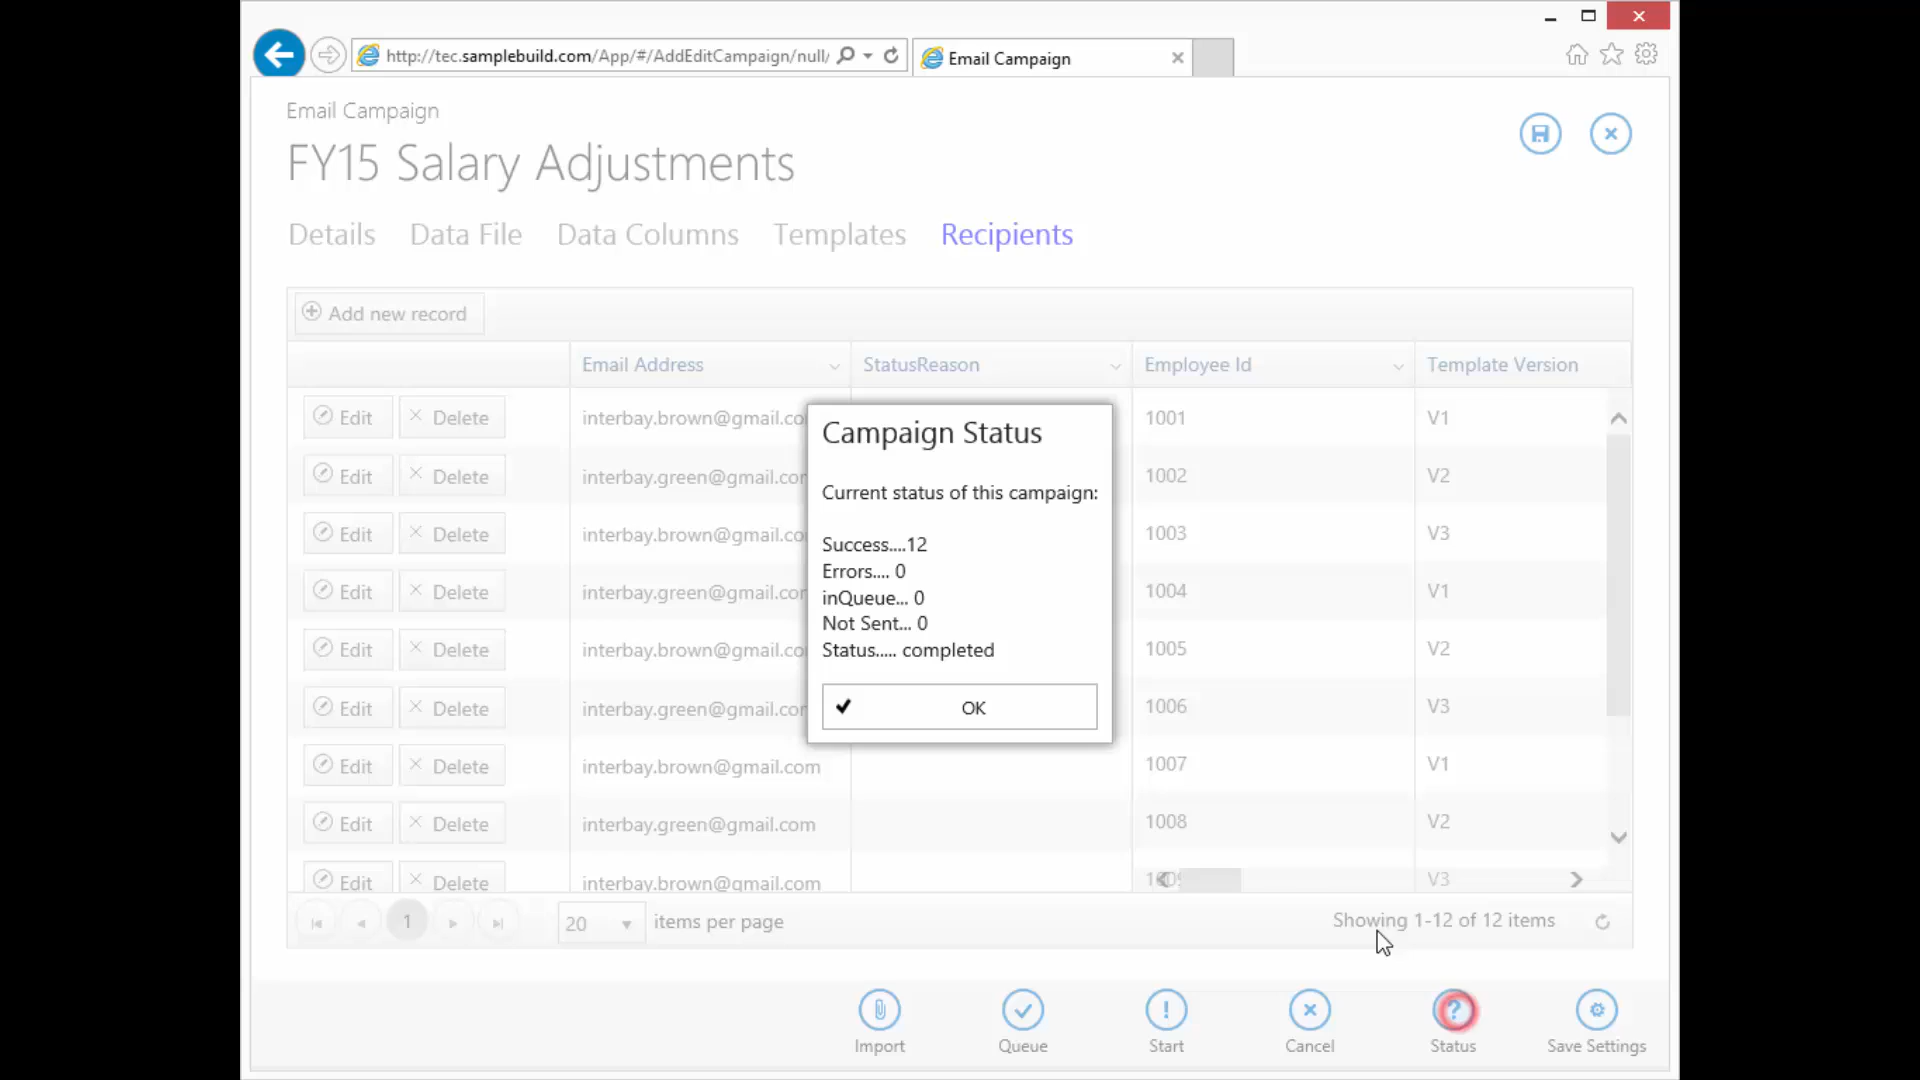 http://tec.samplebuild.com/App/#/AddEditCampaign/null/
Email Campaign
Email Campaign
FY15 Salary Adjustments
Details Data File Data Columns Templates Recipients
Add new record
Email Address StatusReason Employee Id Template Version
Edit Delete interbay.brown@gmail.co 1001 V1
Edit Delete interbay.green@gmail.cor 1002 V2
Edit Delete interbay.brown@gmail.co 1003 V3
Edit Delete interbay.green@gmail.cor 1004 V1
Edit Delete interbay.brown@gmail.co 1005 V2
Edit Delete interbay.green@gmail.cor 1006 V3
Edit Delete interbay.brown@gmail.com 1007 V1
Edit Delete interbay.green@gmail.com 1008 V2
Edit Delete interbay.brown@gmail.com V3
Campaign Status
Current status of this campaign:
Success....12
Errors.... 0
inQueue... 0
Not Sent... 0
Status..... completed
OK
1 20 items per page Showing 1-12 of 12 items
Import Queue Start Cancel Status Save Settings